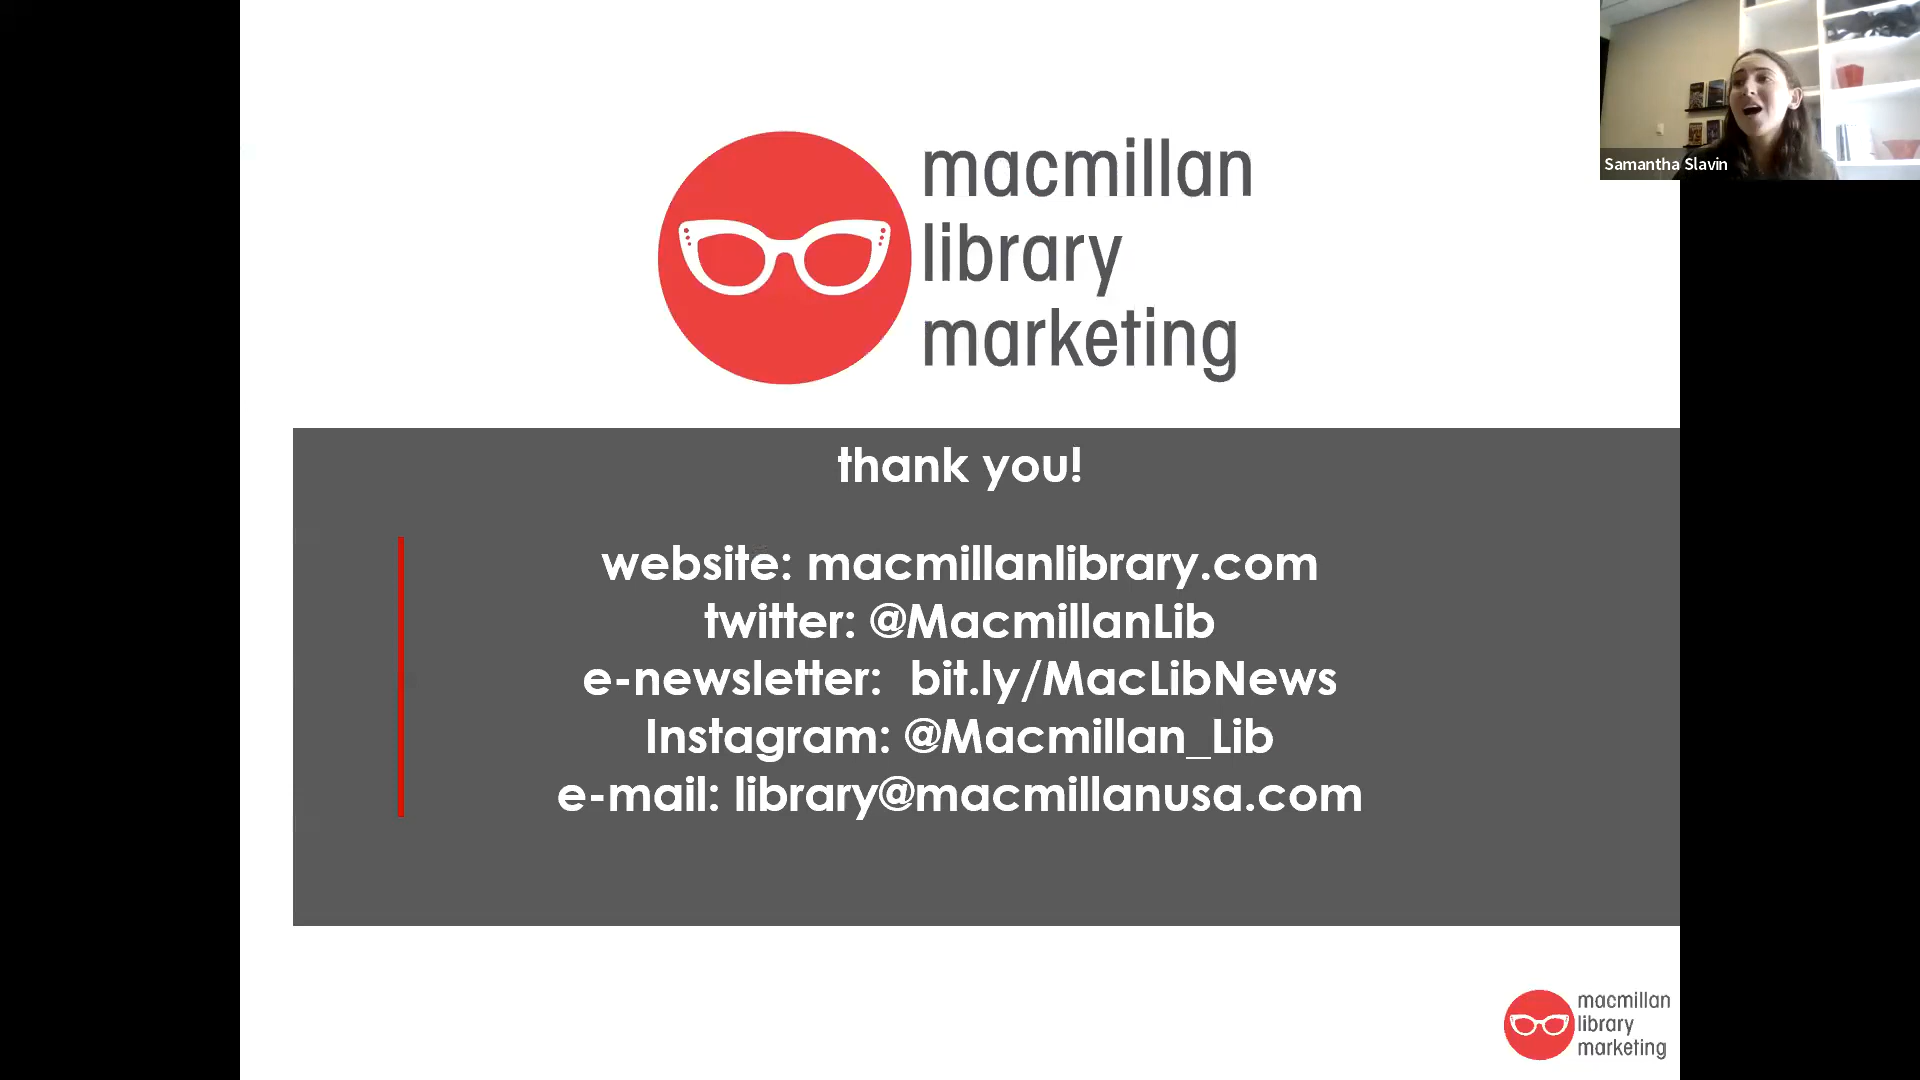 macmillan
library
marketing
Samantha Slavin
thank you!
website: macmillanlibrary.com
twitter: @MacmillanLib
e-newsletter:  bit.ly/MacLibNews
Instagram: @Macmillan_Lib
e-mail: library@macmillanusa.com
macmillan
library
marketing